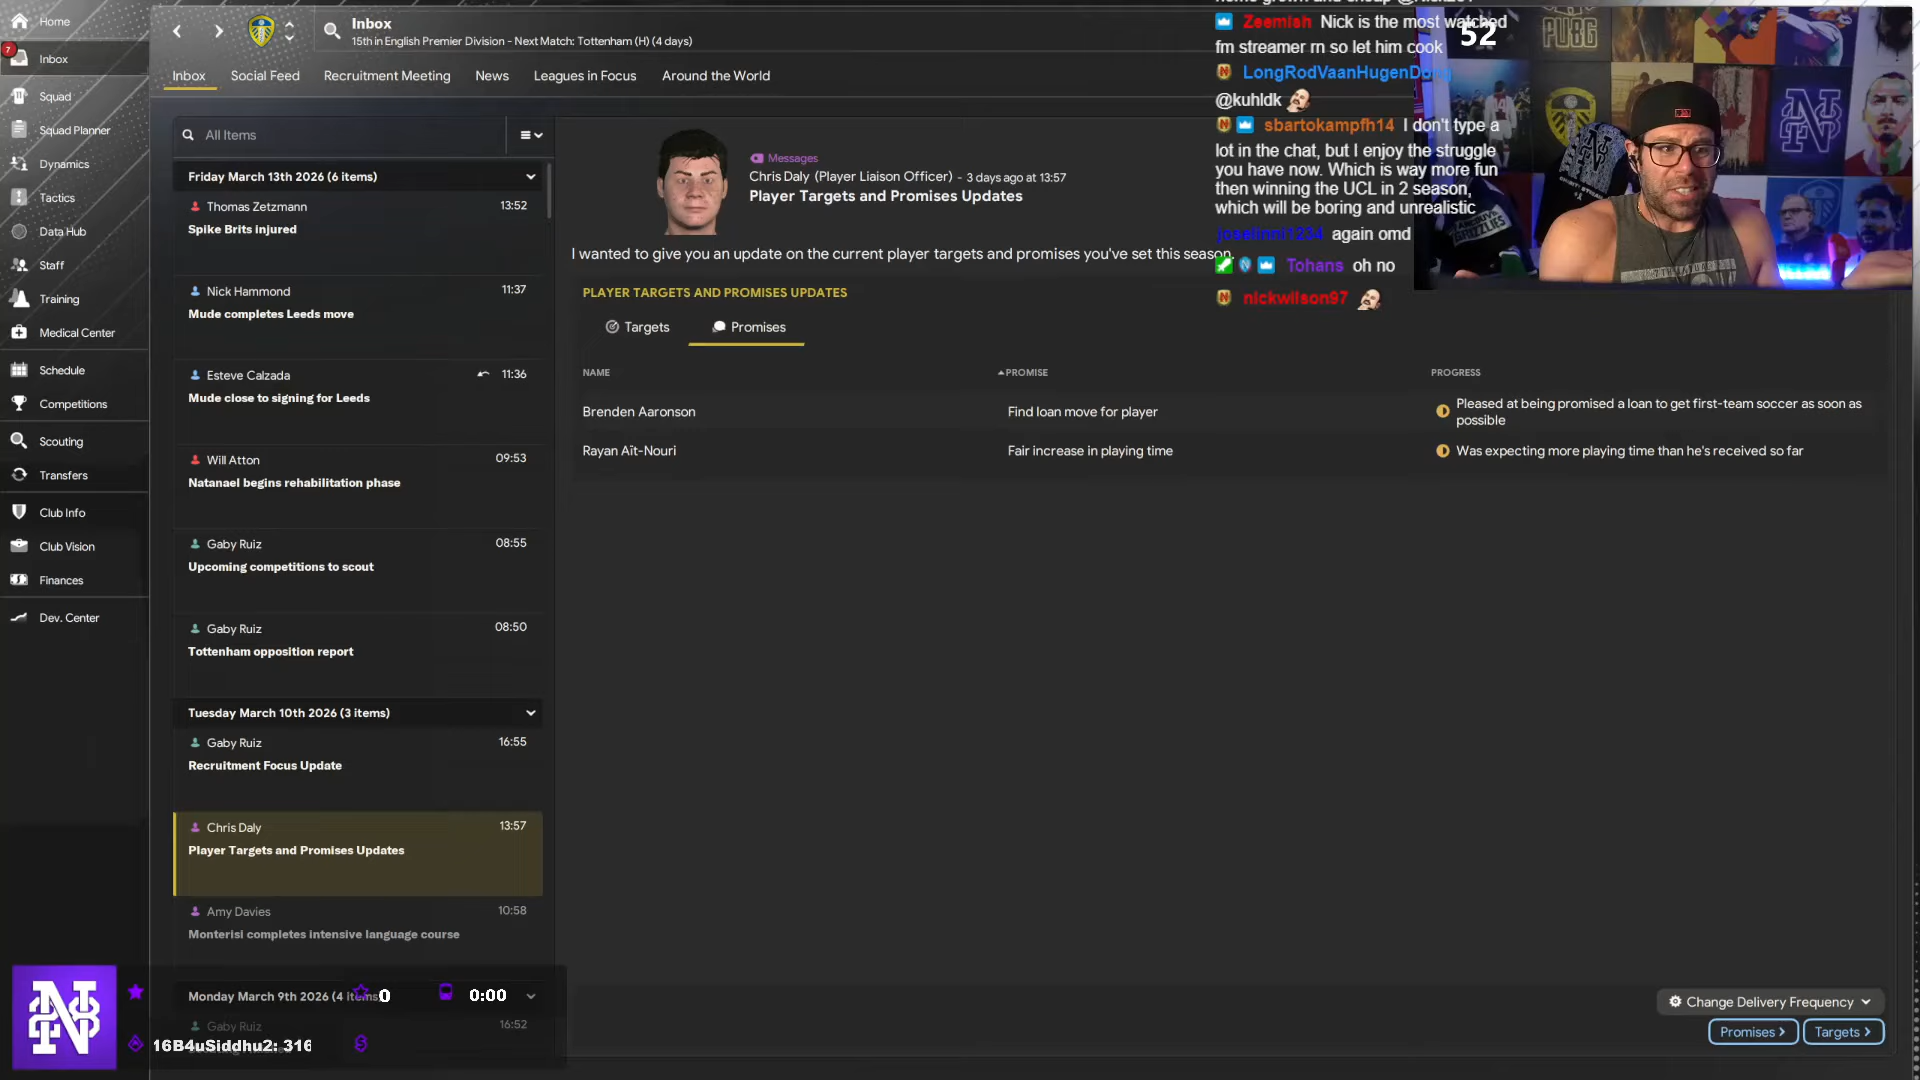 Home
7
Inbox
Squad
Squad Planner
Dynamics
Tactics
Data Hub
Staff
Training
Medical Center
Schedule
Competitions
Scouting
Transfers
Club Info
Club Vision
Finances
Dev. Center
Inbox
15th in English Premier Division - Next Match: Tottenham (H) (4 days)
Inbox Social Feed Recruitment Meeting News Leagues in Focus Around the World
All Items
Friday March 13th 2026 (6 items)
Thomas Zetzmann 13:52
Spike Brits injured
Nick Hammond 11:37
Mude completes Leeds move
Esteve Calzada 11:36
Mude close to signing for Leeds
Will Atton 09:53
Natanael begins rehabilitation phase
Gaby Ruiz 08:55
Upcoming competitions to scout
Gaby Ruiz 08:50
Tottenham opposition report
Tuesday March 10th 2026 (3 items)
Gaby Ruiz 16:55
Recruitment Focus Update
Chris Daly 13:57
Player Targets and Promises Updates
Amy Davies 10:58
Monterisi completes intensive language course
Monday March 9th 2026 (4 items)
0
0:00
Gaby Ruiz 16:52
16B4uSiddhu2: 316
Messages
Chris Daly (Player Liaison Officer) - 3 days ago at 13:57
Player Targets and Promises Updates
I wanted to give you an update on the current player targets and promises you've set this season.
PLAYER TARGETS AND PROMISES UPDATES
Targets Promises
NAME PROMISE PROGRESS
Brenden Aaronson Find loan move for player Pleased at being promised a loan to get first-team soccer as soon as
possible
Rayan Aït-Nouri Fair increase in playing time Was expecting more playing time than he's received so far
Change Delivery Frequency
Promises Targets
Zeemish Nick is the most watched
fm streamer rn so let him cook
LongRodVaanHugenDong
@kuhldk
sbartokampfh14 I don't type a
lot in the chat, but I enjoy the struggle
you have now. Which is way more fun
then winning the UCL in 2 season,
which will be boring and unrealistic
joselinni1234 again omd
Tohans oh no
nickwilson97
52
PUBG